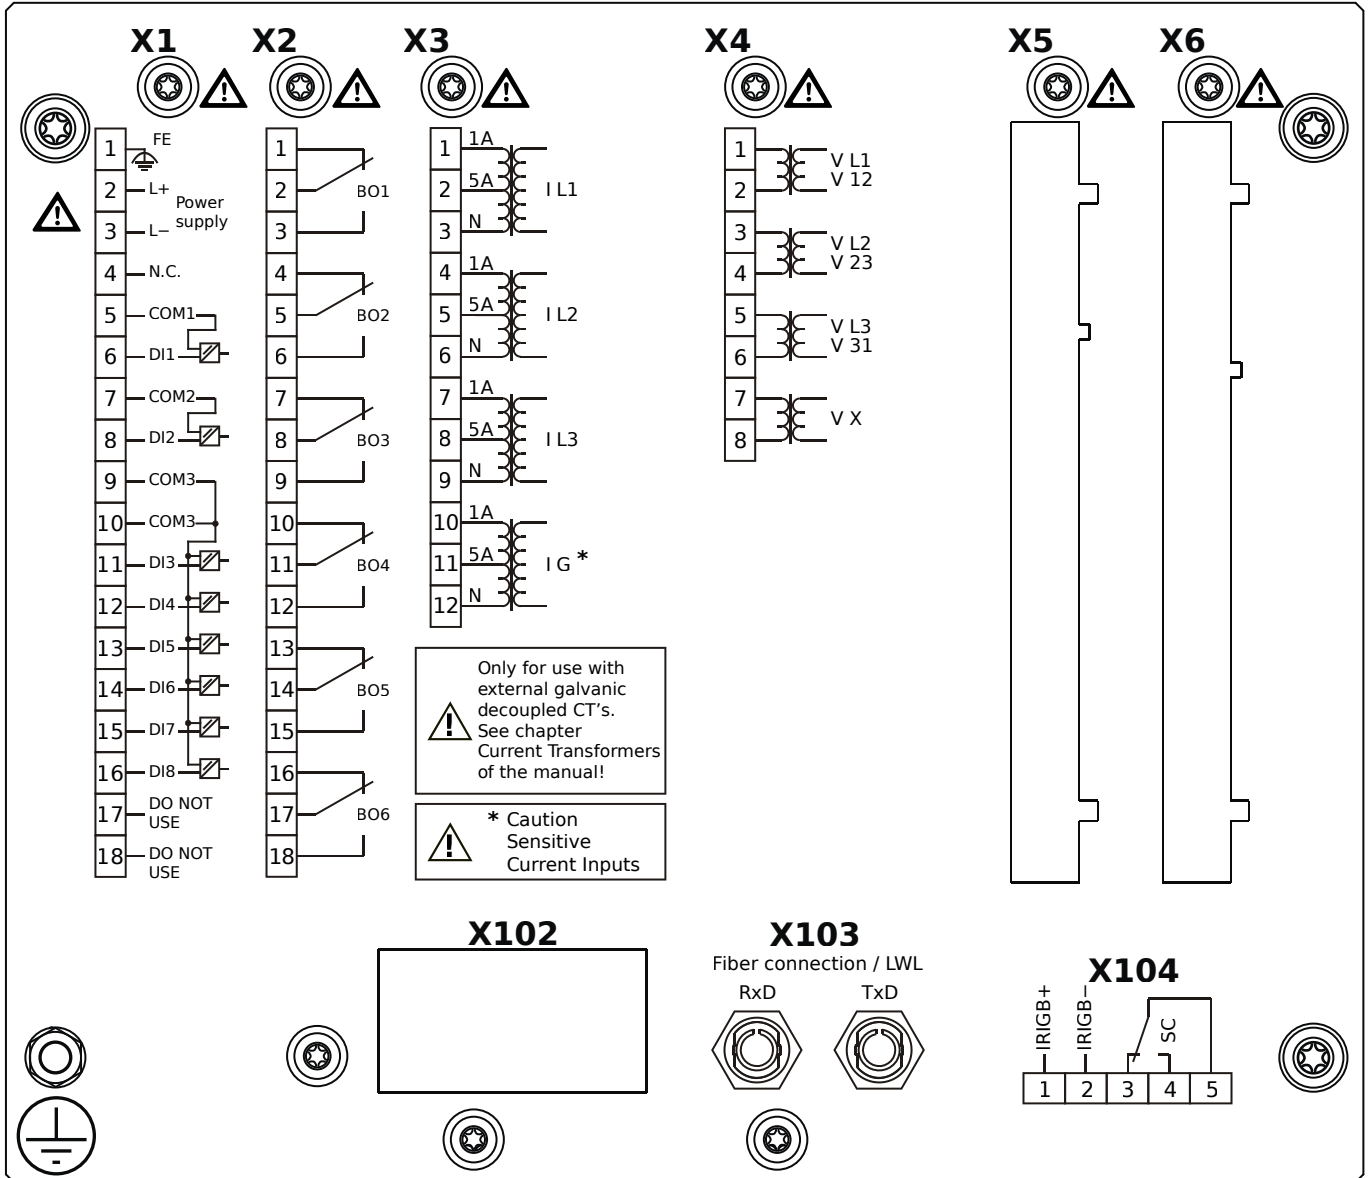 X1
X2
X3
X4
X5
X6
1 FE
2 L+
Power
supply
3 L−
4 N.C.
5 COM1
6 DI1
7 COM2
8 DI2
9 COM3
10 COM3
11 DI3
12 DI4
13 DI5
14 DI6
15 DI7
16 DI8
17 DO NOT
USE
18 DO NOT
USE
1
2 BO1
3
4
5 BO2
6
7
8 BO3
9
10
11 BO4
12
13
14 BO5
15
16
17 BO6
18
1 1A
2 5A I L1
3 N
4 1A
5 5A I L2
6 N
7 1A
8 5A I L3
9 N
10 1A
11 5A I G *
12 N
Only for use with
external galvanic
decoupled CT's.
See chapter
Current Transformers
of the manual!
* Caution
Sensitive
Current Inputs
1 V L1
2 V 12
3 V L2
4 V 23
5 V L3
6 V 31
7
V X
8
X102
X103
Fiber connection / LWL
RxD TxD
X104
IRIGB+
IRIGB−
SC
1 2 3 4 5